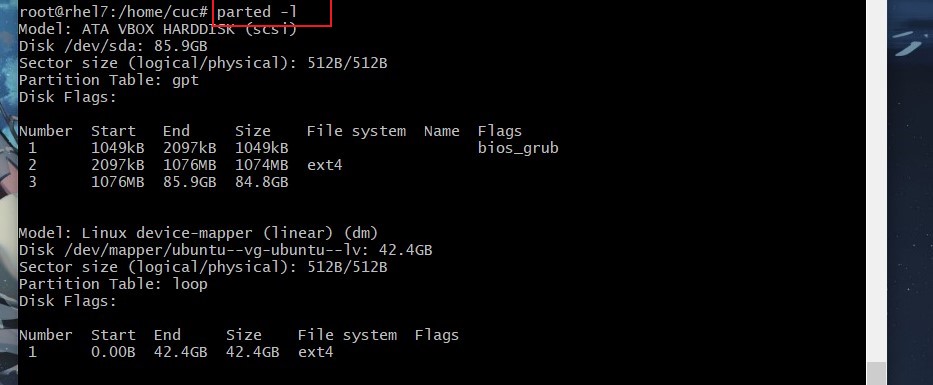 root@rhel7:/home/cuc# parted -l
Model: ATA VBOX HARDDISK (scsi)
Disk /dev/sda: 85.9GB
Sector size (logical/physical): 512B/512B
Partition Table: gpt
Disk Flags:
Number  Start   End     Size    File system  Name  Flags
 1      1049kB  2097kB  1049kB                     bios_grub
 2      2097kB  1076MB  1074MB  ext4
 3      1076MB  85.9GB  84.8GB
Model: Linux device-mapper (linear) (dm)
Disk /dev/mapper/ubuntu--vg-ubuntu--lv: 42.4GB
Sector size (logical/physical): 512B/512B
Partition Table: loop
Disk Flags:
Number  Start  End     Size    File system  Flags
 1      0.00B  42.4GB  42.4GB  ext4